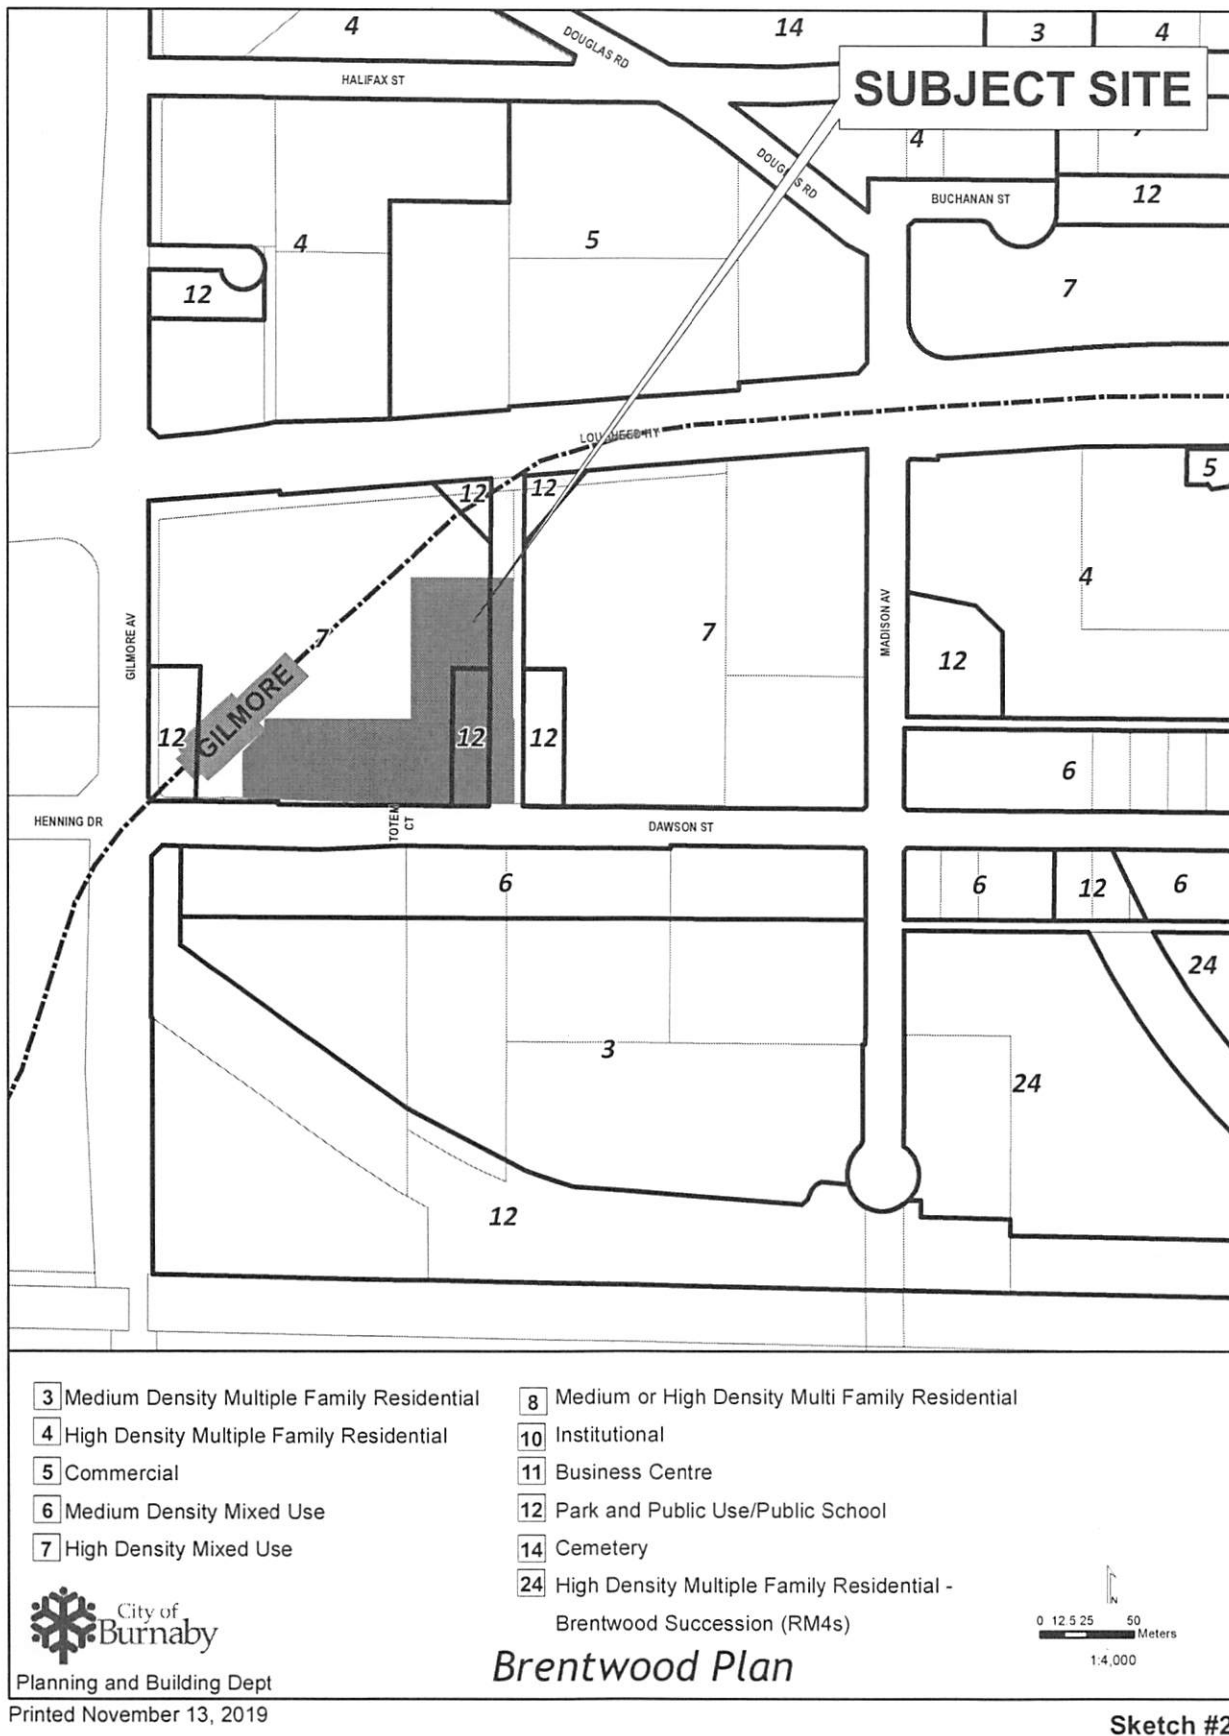 4
14
3
4
DOUGLAS RD
HALIFAX ST
SUBJECT SITE
4
DOUGLAS RD
BUCHANAN ST
12
4
5
12
7
LOUGHEED HY
12
12
5
4
GILMORE AV
7
7
MADISON AV
12
GILMORE
12
12
12
6
HENNING DR
TOTEM CT
DAWSON ST
6
6
12
6
24
3
24
12
3 Medium Density Multiple Family Residential
4 High Density Multiple Family Residential
5 Commercial
6 Medium Density Mixed Use
7 High Density Mixed Use
8 Medium or High Density Multi Family Residential
10 Institutional
11 Business Centre
12 Park and Public Use/Public School
14 Cemetery
24 High Density Multiple Family Residential -
Brentwood Succession (RM4s)
City of
Burnaby
Planning and Building Dept
Brentwood Plan
N
0 12.5 25 50
Meters
1:4,000
Printed November 13, 2019
Sketch #2